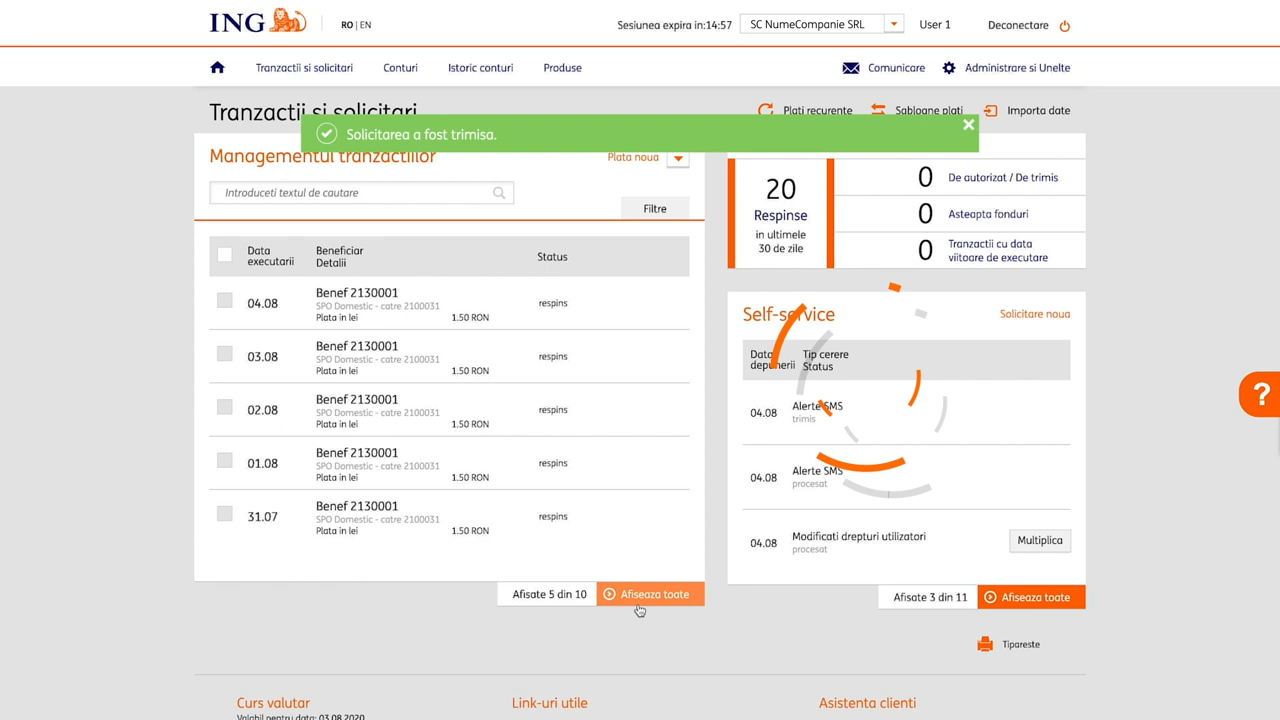 ING
RO | EN
Sesiunea expira in:14:57
SC NumeCompanie SRL
User 1
Deconectare
Tranzactii si solicitari
Conturi
Istoric conturi
Produse
Comunicare
Administrare si Unelte
Tranzactii si solicitari
Plati recurente
Sabloane plati
Importa date
Solicitarea a fost trimisa.
Managementul tranzactiilor
Plata noua
Introduceti textul de cautare
Filtre
Data
executarii
Beneficiar
Detalii
Status
04.08
Benef 2130001
SPO Domestic - catre 2100031
Plata in lei
1.50 RON
respins
03.08
Benef 2130001
SPO Domestic - catre 2100031
Plata in lei
1.50 RON
respins
02.08
Benef 2130001
SPO Domestic - catre 2100031
Plata in lei
1.50 RON
respins
01.08
Benef 2130001
SPO Domestic - catre 2100031
Plata in lei
1.50 RON
respins
31.07
Benef 2130001
SPO Domestic - catre 2100031
Plata in lei
1.50 RON
respins
Afisate 5 din 10
Afiseaza toate
20
Respinse
in ultimele
30 de zile
0 De autorizat / De trimis
0 Asteapta fonduri
0 Tranzactii cu data
viitoare de executare
Self-service
Solicitare noua
Data
depunerii
Tip cerere
Status
04.08
Alerte SMS
trimis
04.08
Alerte SMS
procesat
04.08
Modificati drepturi utilizatori
procesat
Multiplica
Afisate 3 din 11
Afiseaza toate
?
Tipareste
Curs valutar
Valabil pentru data: 03.08.2020
Link-uri utile
Asistenta clienti